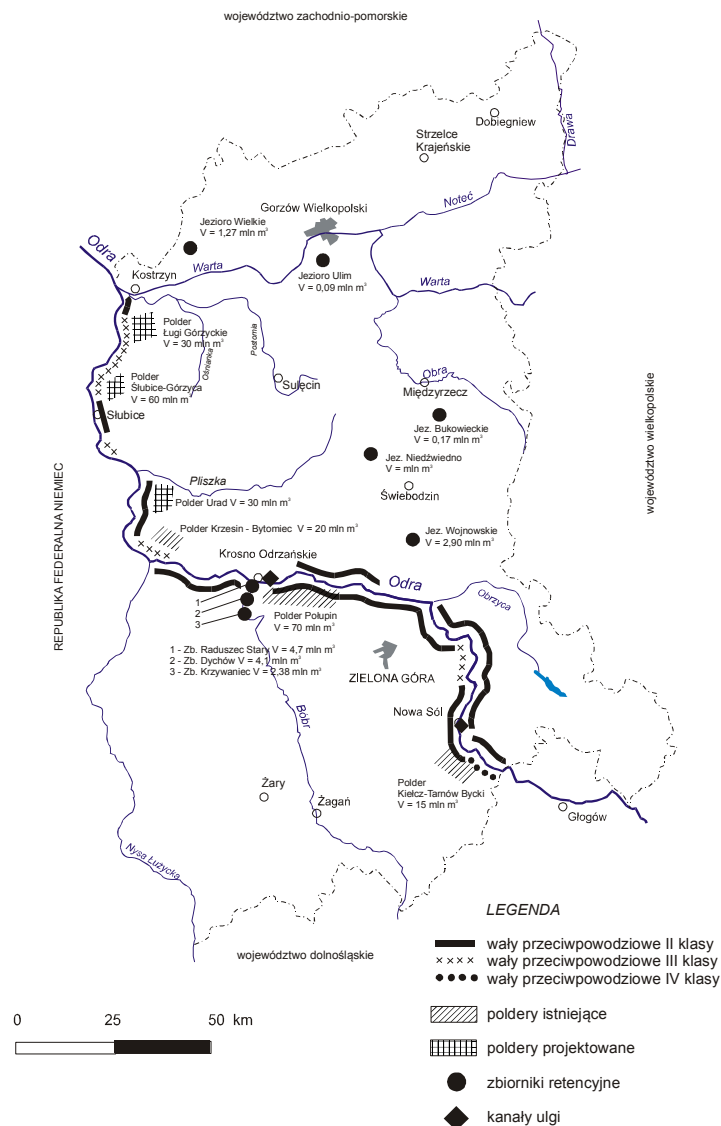 województwo zachodnio-pomorskie
Dobiegniew
Strzelce
Krajeńskie
Drawa
Noteć
Gorzów Wielkopolski
Jezioro Wielkie
V = 1,27 mln m³
Odra
Warta
Jezioro Ulim
V = 0,09 mln m³
Kostrzyn
Warta
Polder
Ługi Górzyckie
V = 30 mln m³
Ośnianka
Postomia
Sulęcin
Obra
Międzyrzecz
Polder
Ślubice-Górzyca
V = 60 mln m³
Słubice
Jez. Bukowieckie
V = 0,17 mln m³
Jez. Niedźwiedno
V = mln m³
województwo wielkopolskie
REPUBLIKA FEDERALNA NIEMIEC
Pliszka
Świebodzin
Polder Urad V = 30 mln m³
Polder Krzesin - Bytomiec V = 20 mln m³
Jez. Wojnowskie
V = 2,90 mln m³
Krosno Odrzańskie
Odra
Obrzyca
1
2
3
Polder Połupin
V = 70 mln m³
1 - Zb. Raduszec Stary V = 4,7 mln m³
2 - Zb. Dychów V = 4,1 mln m³
3 - Zb. Krzywaniec V = 2,38 mln m³
ZIELONA GÓRA
Nowa Sól
Bóbr
Polder
Kiełcz-Tarnów Bycki
V = 15 mln m³
Żary
Żagań
Głogów
Nysa Łużycka
województwo dolnośląskie
LEGENDA
wały przeciwpowodziowe II klasy
wały przeciwpowodziowe III klasy
wały przeciwpowodziowe IV klasy
0 25 50 km
poldery istniejące
poldery projektowane
zbiorniki retencyjne
kanały ulgi